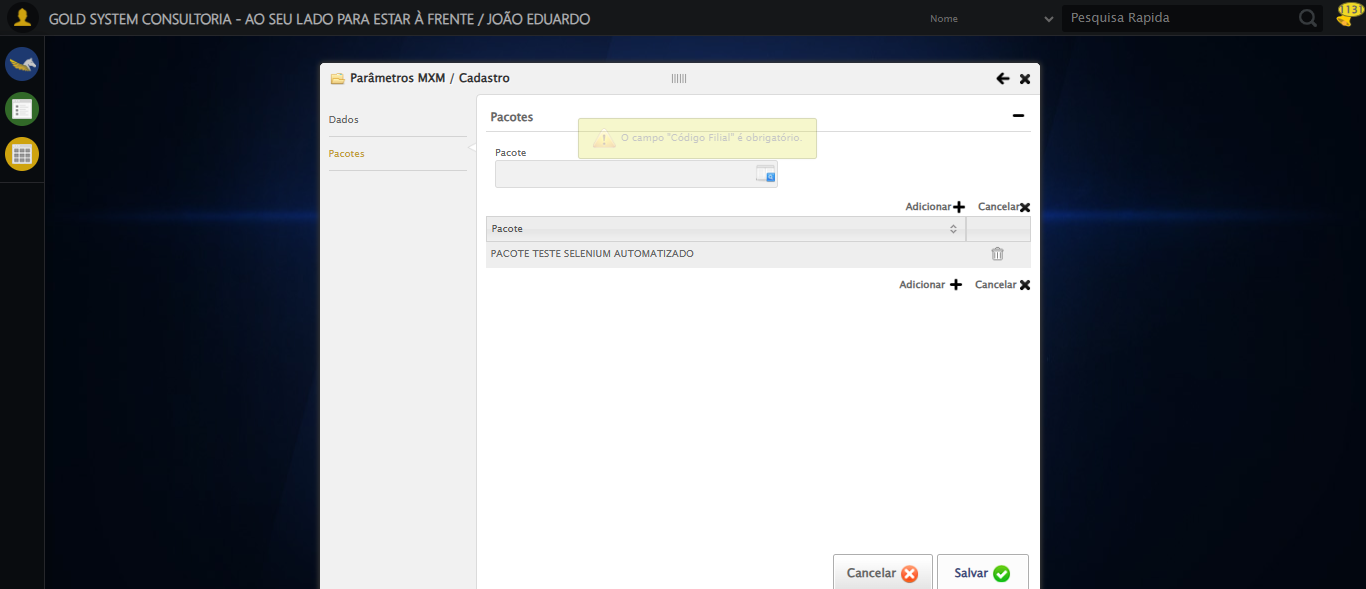 GOLD SYSTEM CONSULTORIA - AO SEU LADO PARA ESTAR À FRENTE / JOÃO EDUARDO
Nome
Pesquisa Rapida
113
Parâmetros MXM / Cadastro
Dados
Pacotes
Pacotes
O campo "Código Filial" é obrigatório.
Pacote
Adicionar Cancelar
Pacote
PACOTE TESTE SELENIUM AUTOMATIZADO
Adicionar Cancelar
Cancelar Salvar